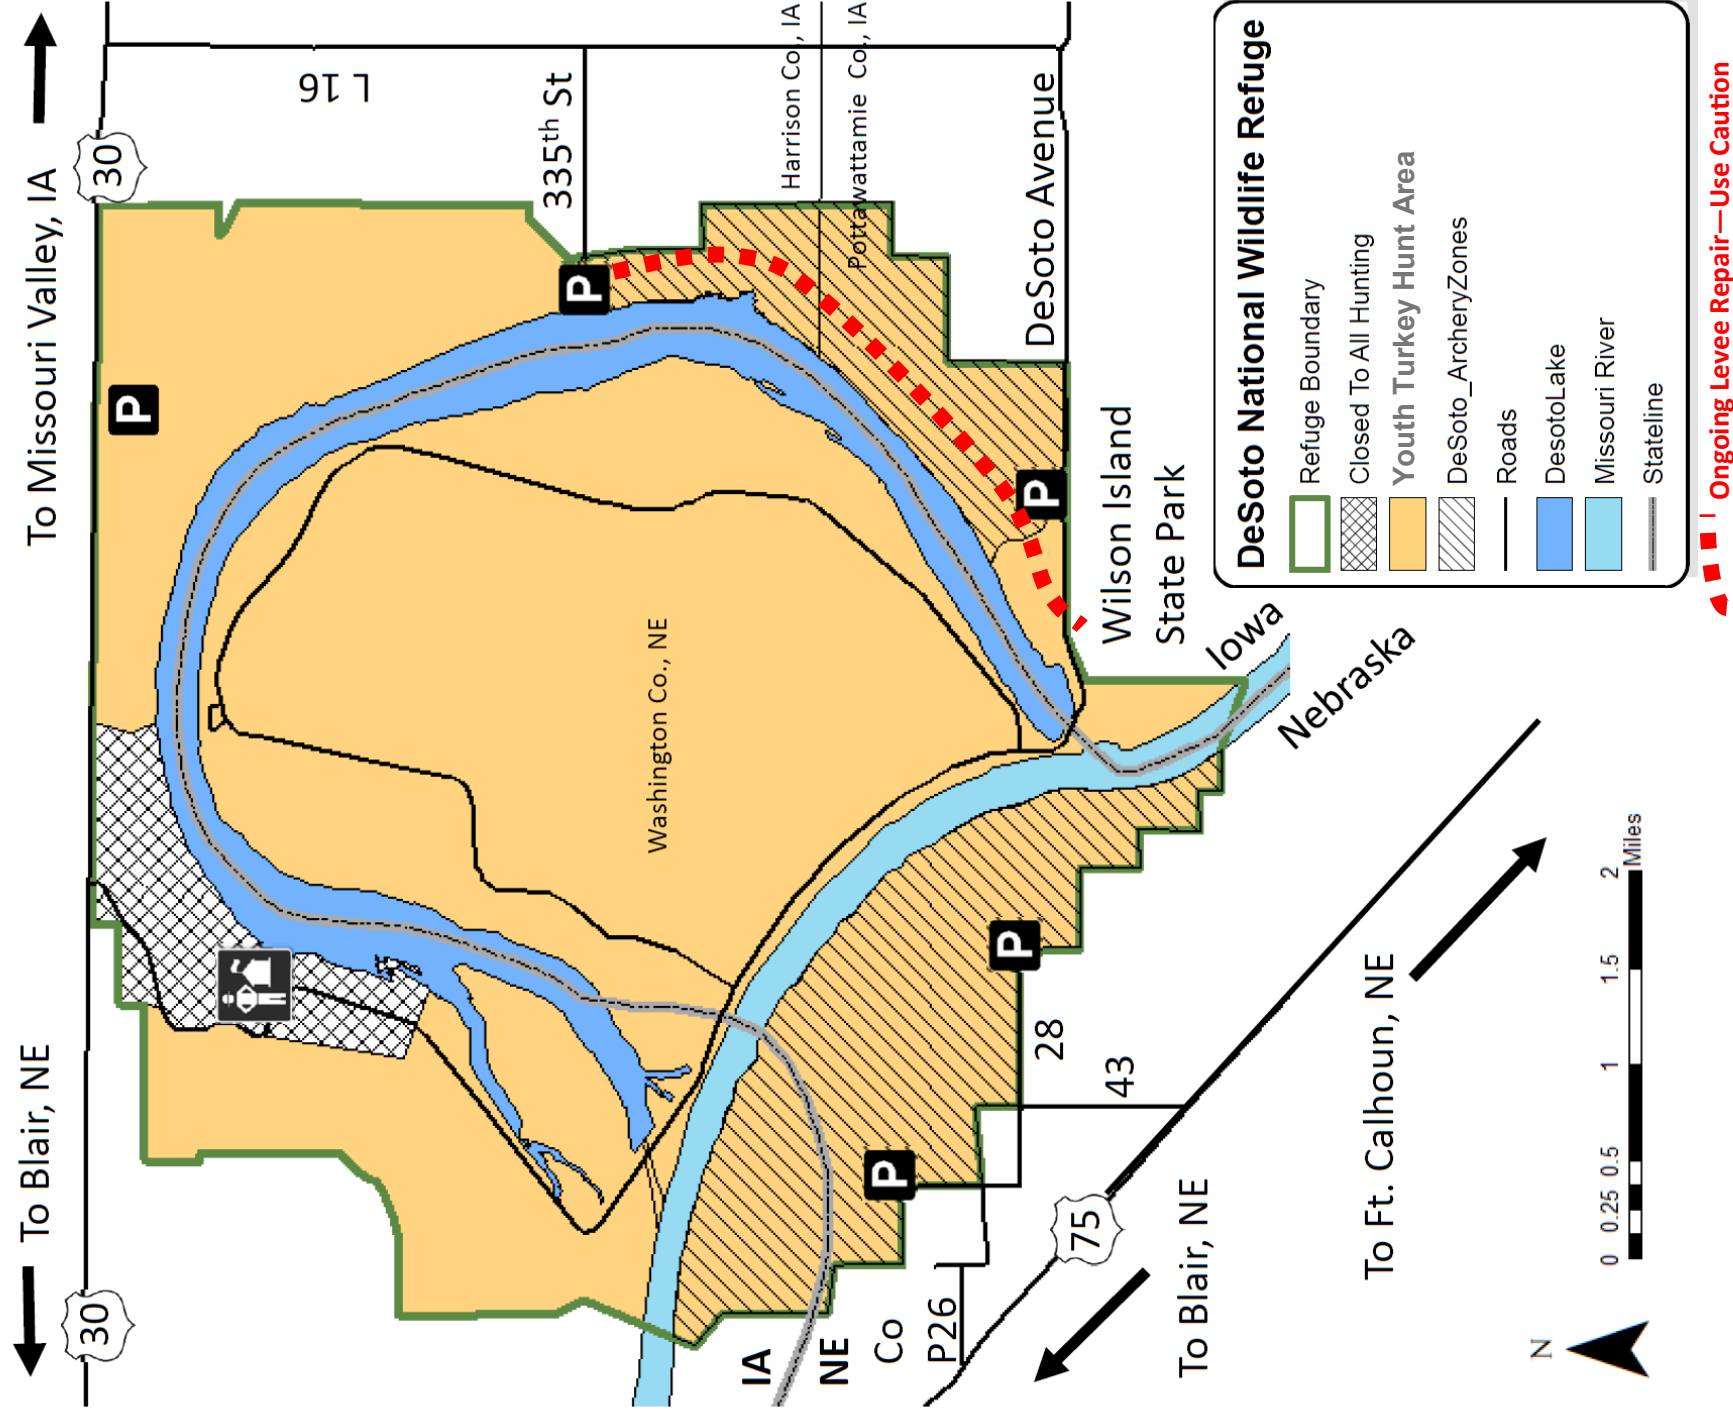 To Blair, NE
To Missouri Valley, IA
30
30
L 16
335th St
Harrison Co., IA
Pottawattamie Co., IA
DeSoto Avenue
P
P
P
P
P
Washington Co., NE
Wilson Island
State Park
Iowa
Nebraska
IA
NE
Co
P26
28
43
75
To Blair, NE
To Ft. Calhoun, NE
N
0 0.25 0.5 1 1.5 2
Miles
DeSoto National Wildlife Refuge
Refuge Boundary
Closed To All Hunting
Youth Turkey Hunt Area
DeSoto_ArcheryZones
Roads
DesotoLake
Missouri River
Stateline
Ongoing Levee Repair—Use Caution